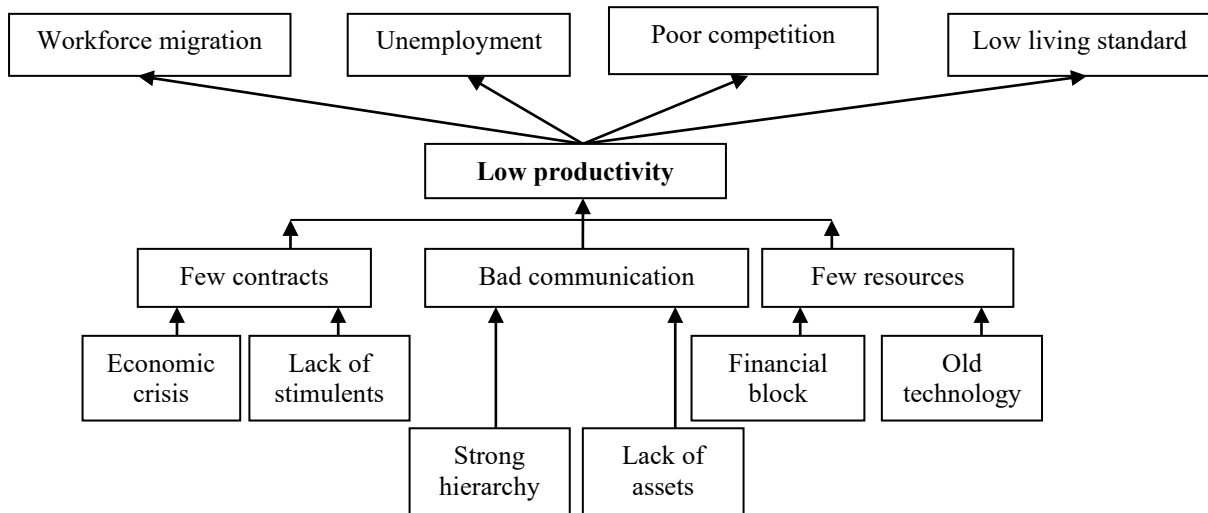 Workforce migration
Unemployment
Poor competition
Low living standard
Low productivity
Few contracts
Bad communication
Few resources
Economic
crisis
Lack of
stimulents
Financial
block
Old
technology
Strong
hierarchy
Lack of
assets